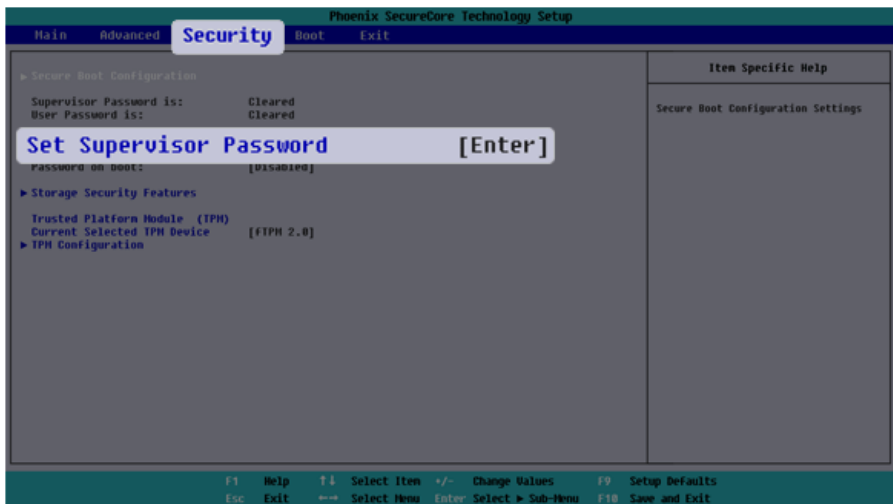 Phoenix SecureCore Technology Setup
Main Advanced Security Boot Exit
Item Specific Help
▶ Secure Boot Configuration
Secure Boot Configuration Settings
Supervisor Password is: Cleared
User Password is: Cleared
Set Supervisor Password [Enter]
Password on boot: [Disabled]
▶ Storage Security Features
Trusted Platform Module (TPM)
Current Selected TPM Device [fTPM 2.0]
▶ TPM Configuration
F1 Help ↑↓ Select Item +/- Change Values F9 Setup Defaults
Esc Exit ←→ Select Menu Enter Select ▶ Sub-Menu F10 Save and Exit